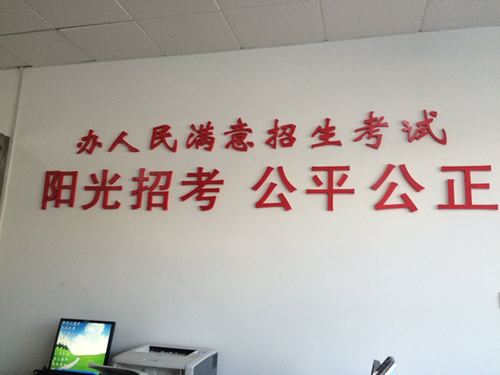 办人民满意招生考试
阳光招考 公平公正